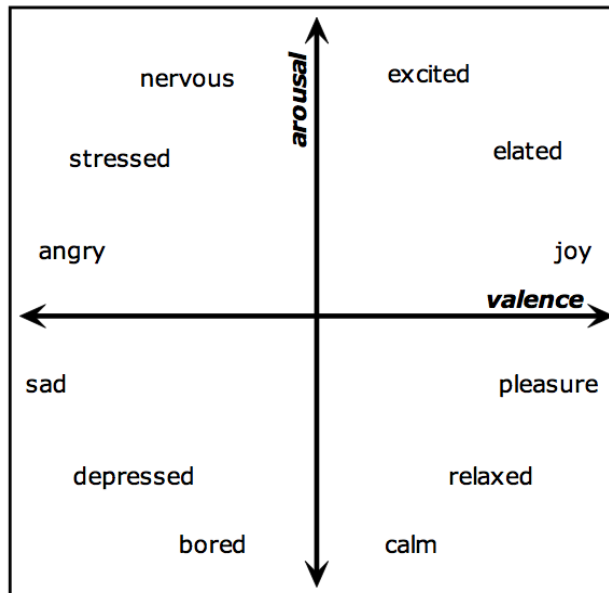 nervous
arousal
excited
stressed
elated
angry
joy
valence
sad
pleasure
depressed
relaxed
bored
calm